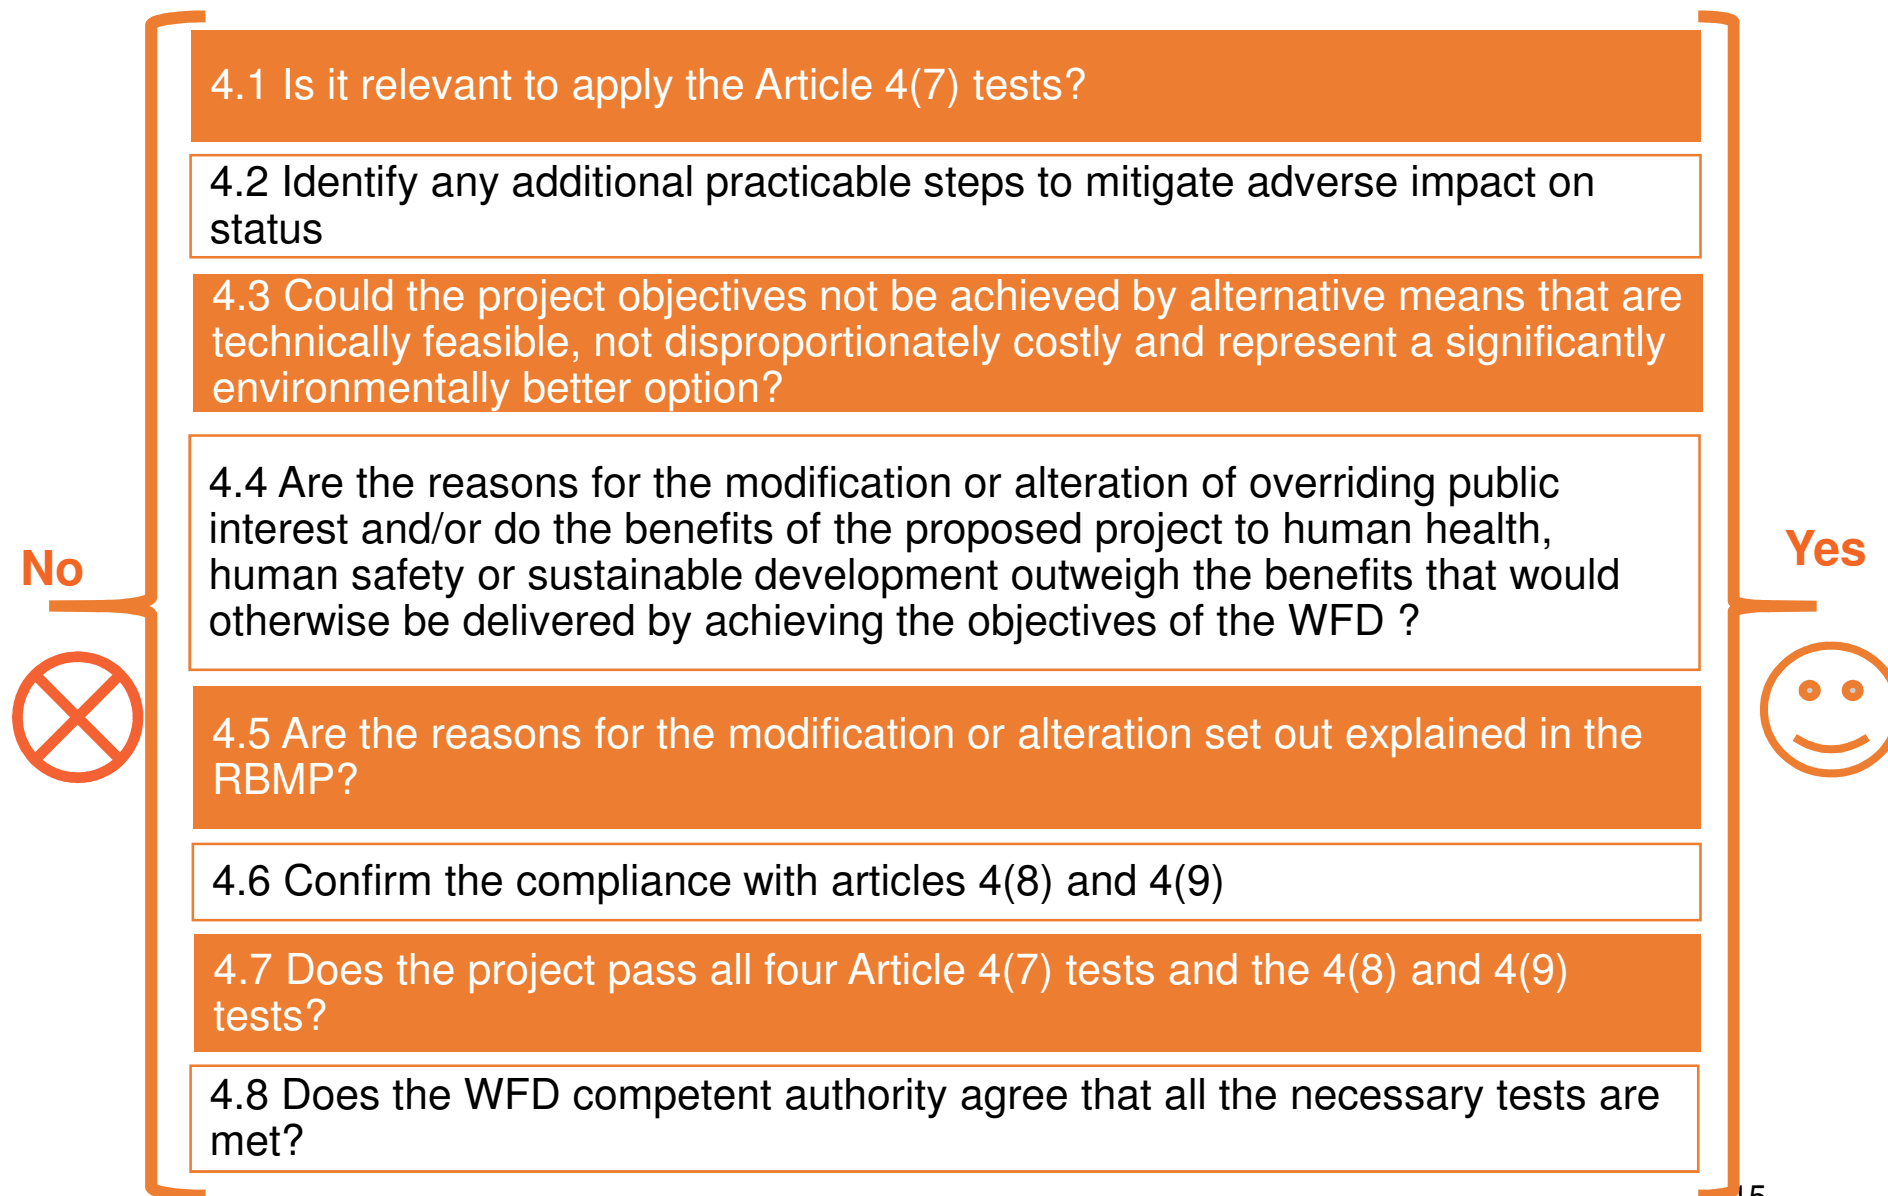 4.1 Is it relevant to apply the Article 4(7) tests?
4.2 Identify any additional practicable steps to mitigate adverse impact on
status
4.3 Could the project objectives not be achieved by alternative means that are
technically feasible, not disproportionately costly and represent a significantly
environmentally better option?
4.4 Are the reasons for the modification or alteration of overriding public
interest and/or do the benefits of the proposed project to human health,
human safety or sustainable development outweigh the benefits that would
otherwise be delivered by achieving the objectives of the WFD ?
No
Yes
4.5 Are the reasons for the modification or alteration set out explained in the
RBMP?
4.6 Confirm the compliance with articles 4(8) and 4(9)
4.7 Does the project pass all four Article 4(7) tests and the 4(8) and 4(9)
tests?
4.8 Does the WFD competent authority agree that all the necessary tests are
met?